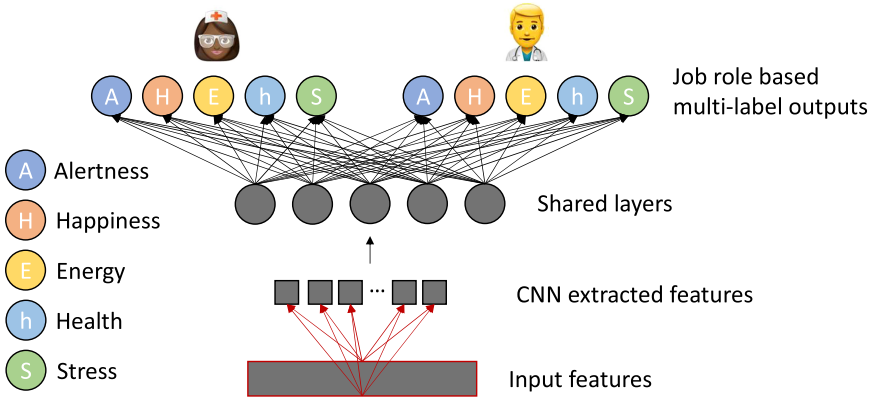 A H E h S A H E h S
Job role based
multi-label outputs
A Alertness
H Happiness
E Energy
h Health
S Stress
Shared layers
...
CNN extracted features
Input features